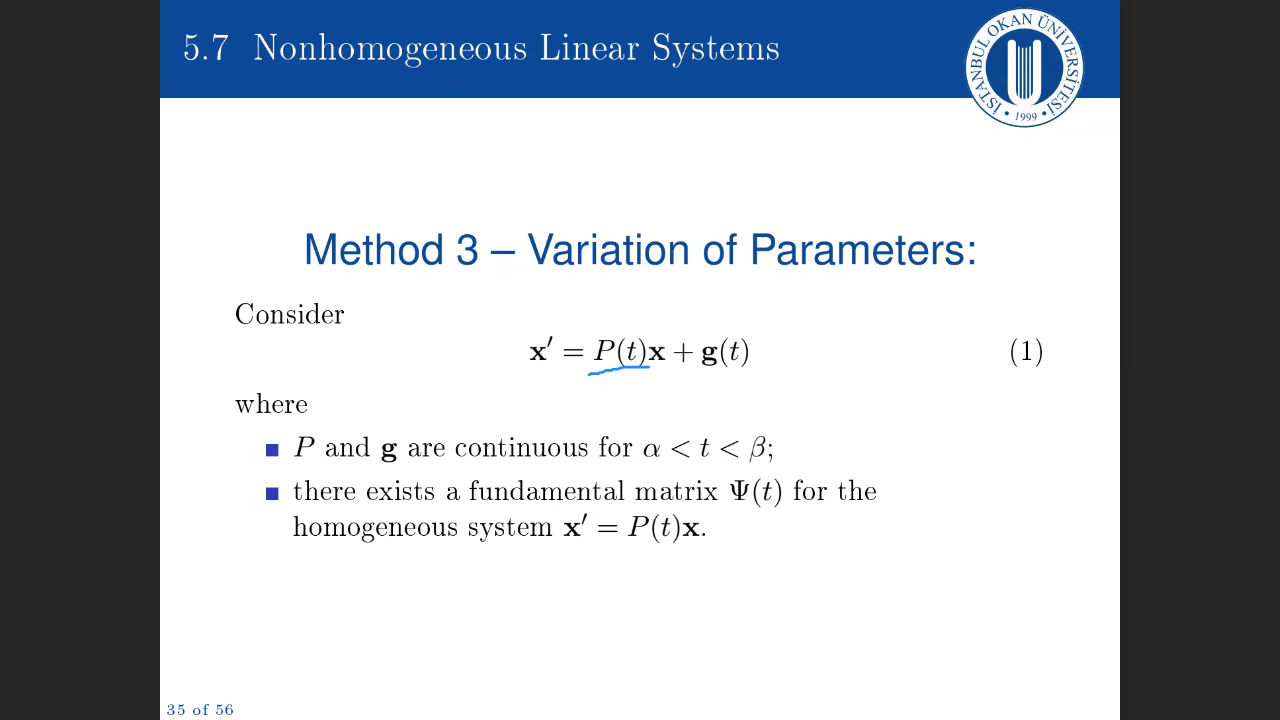 5.7 Nonhomogeneous Linear Systems
İSTANBUL OKAN ÜNİVERSİTESİ
• 1999 •
Method 3 – Variation of Parameters:
Consider
x′ = P(t)x + g(t) (1)
where
■ P and g are continuous for α < t < β;
■ there exists a fundamental matrix Ψ(t) for the
homogeneous system x′ = P(t)x.
35 of 56